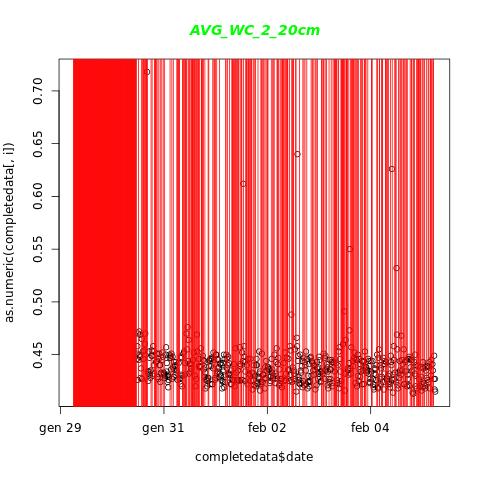 AVG_WC_2_20cm
as.numeric(completedata[, i])
0.70
0.65
0.60
0.55
0.50
0.45
gen 29
gen 31
feb 02
feb 04
completedata$date